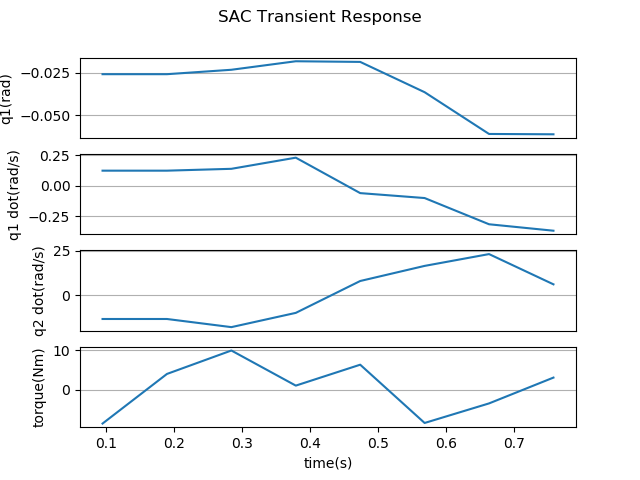 SAC Transient Response
q1(rad)
−0.025
−0.050
q1 dot(rad/s)
0.25
0.00
−0.25
q2 dot(rad/s)
25
0
torque(Nm)
10
0
0.1 0.2 0.3 0.4 0.5 0.6 0.7
time(s)